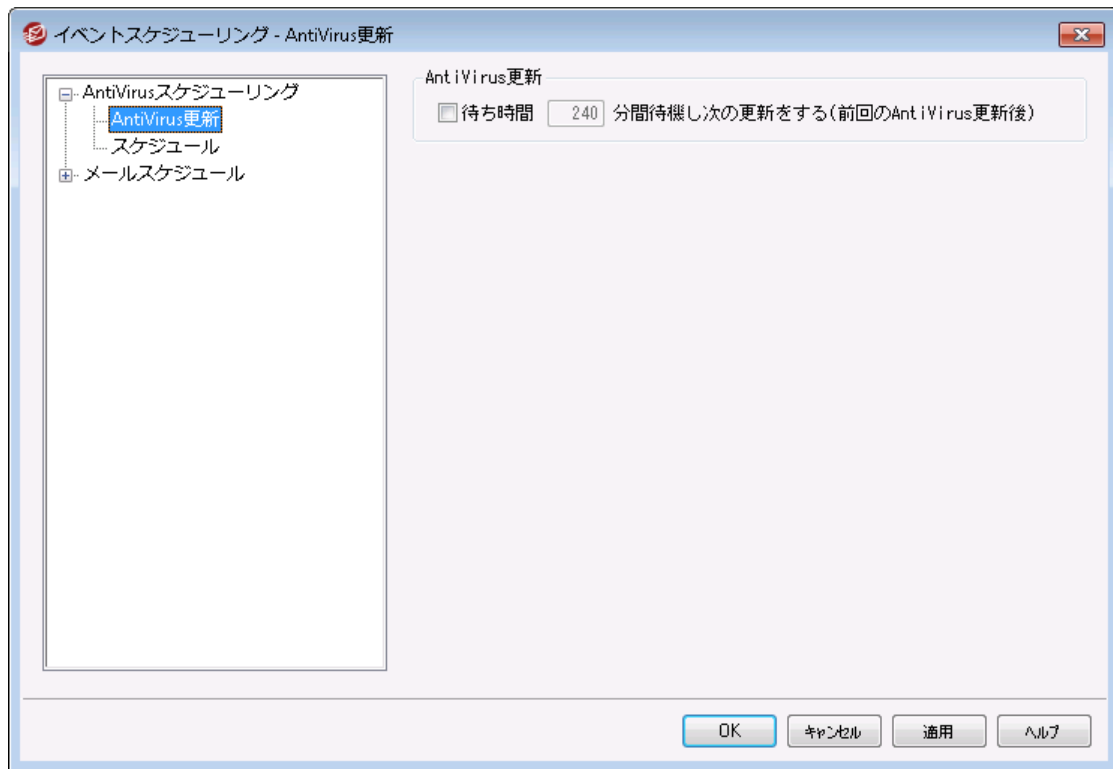 イベントスケジューリング - AntiVirus更新
AntiVirusスケジューリング
AntiVirus更新
スケジュール
メールスケジュール
AntiVirus更新
待ち時間 240 分間待機し次の更新をする(前回のAntiVirus更新後)
OK キャンセル 適用 ヘルプ